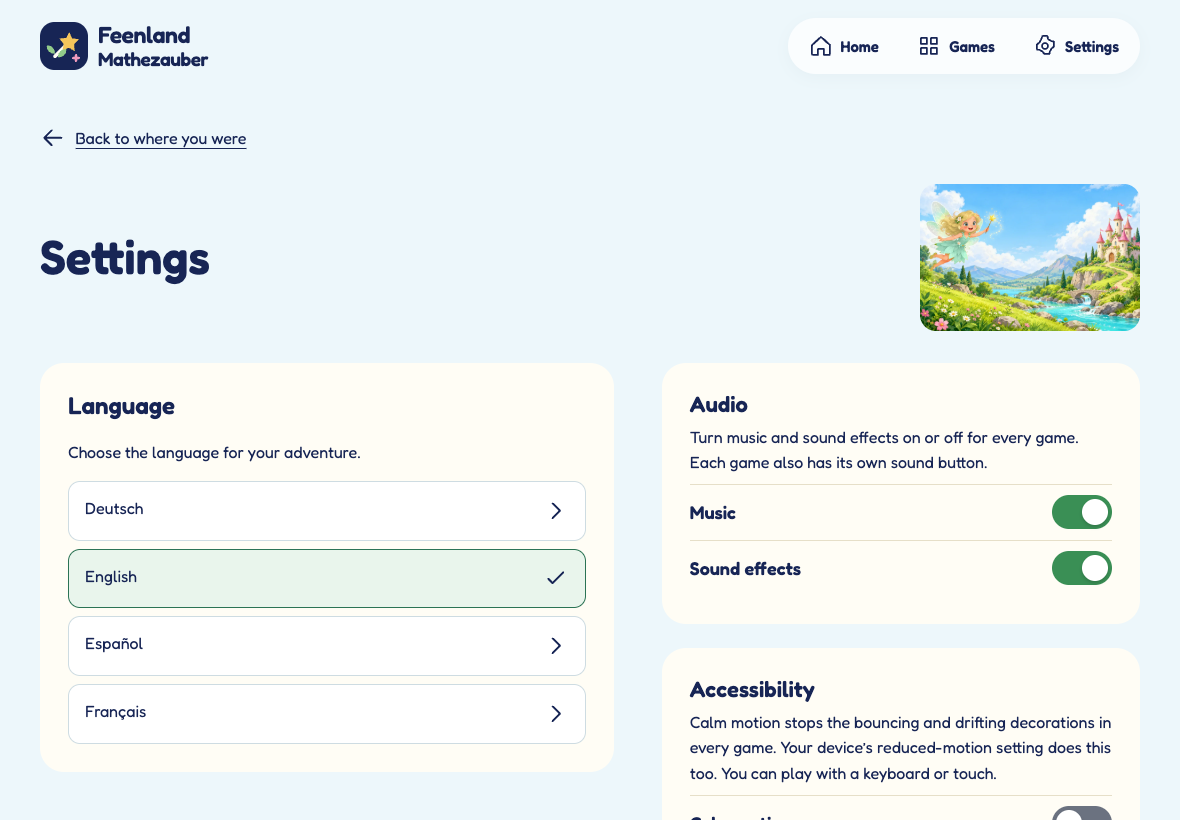 Feenland
Mathezauber
Home
Games
Settings
Back to where you were
Settings
Language
Choose the language for your adventure.
Deutsch
English
Español
Français
Audio
Turn music and sound effects on or off for every game.
Each game also has its own sound button.
Music
Sound effects
Accessibility
Calm motion stops the bouncing and drifting decorations in
every game. Your device's reduced-motion setting does this
too. You can play with a keyboard or touch.